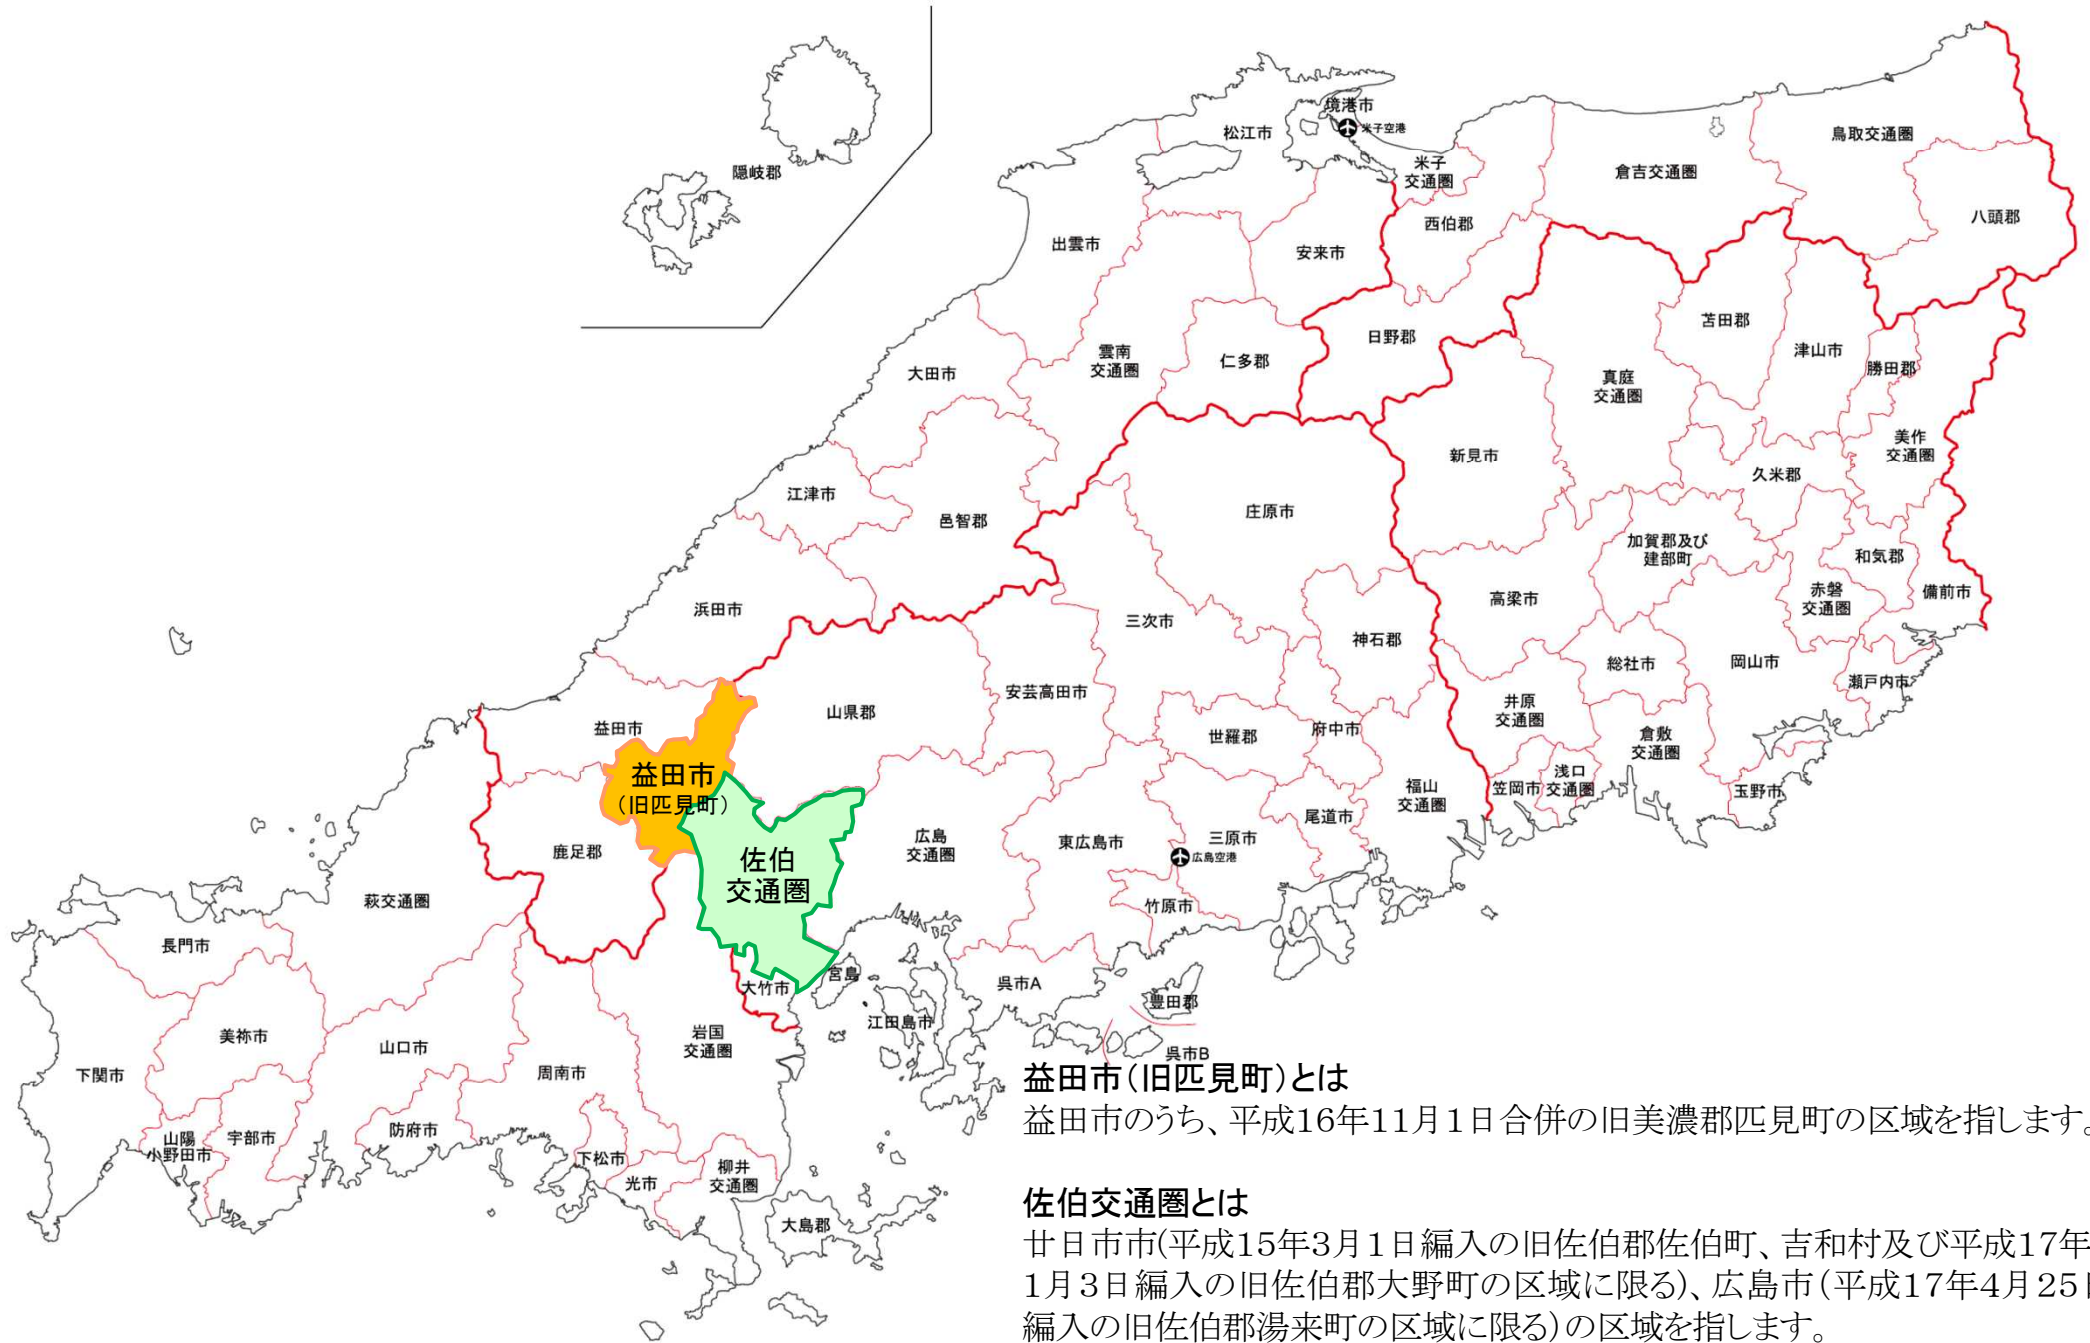 境港市
米子空港
松江市
鳥取交通圏
隠岐郡
米子
交通圏
倉吉交通圏
八頭郡
西伯郡
出雲市
安来市
苫田郡
日野郡
津山市
雲南
交通圏
仁多郡
勝田郡
大田市
真庭
交通圏
美作
交通圏
新見市
久米郡
江津市
庄原市
邑智郡
加賀郡及び
建部町
和気郡
高梁市
赤磐
交通圏
備前市
浜田市
三次市
神石郡
総社市
岡山市
瀬戸内市
安芸高田市
井原
交通圏
山県郡
益田市
府中市
世羅郡
倉敷
交通圏
益田市
（旧匹見町）
浅口
交通圏
笠岡市
玉野市
福山
交通圏
尾道市
広島
交通圏
東広島市
三原市
広島空港
鹿足郡
佐伯
交通圏
萩交通圏
竹原市
長門市
宮島
大竹市
呉市A
豊田郡
江田島市
美祢市
岩国
交通圏
山口市
呉市B
下関市
周南市
防府市
山陽
小野田市
宇部市
下松市
光市
柳井
交通圏
大島郡
益田市（旧匹見町）とは
益田市のうち、平成16年11月1日合併の旧美濃郡匹見町の区域を指します。
佐伯交通圏とは
廿日市市(平成15年3月1日編入の旧佐伯郡佐伯町、吉和村及び平成17年
1月3日編入の旧佐伯郡大野町の区域に限る)、広島市（平成17年4月25日
編入の旧佐伯郡湯来町の区域に限る）の区域を指します。